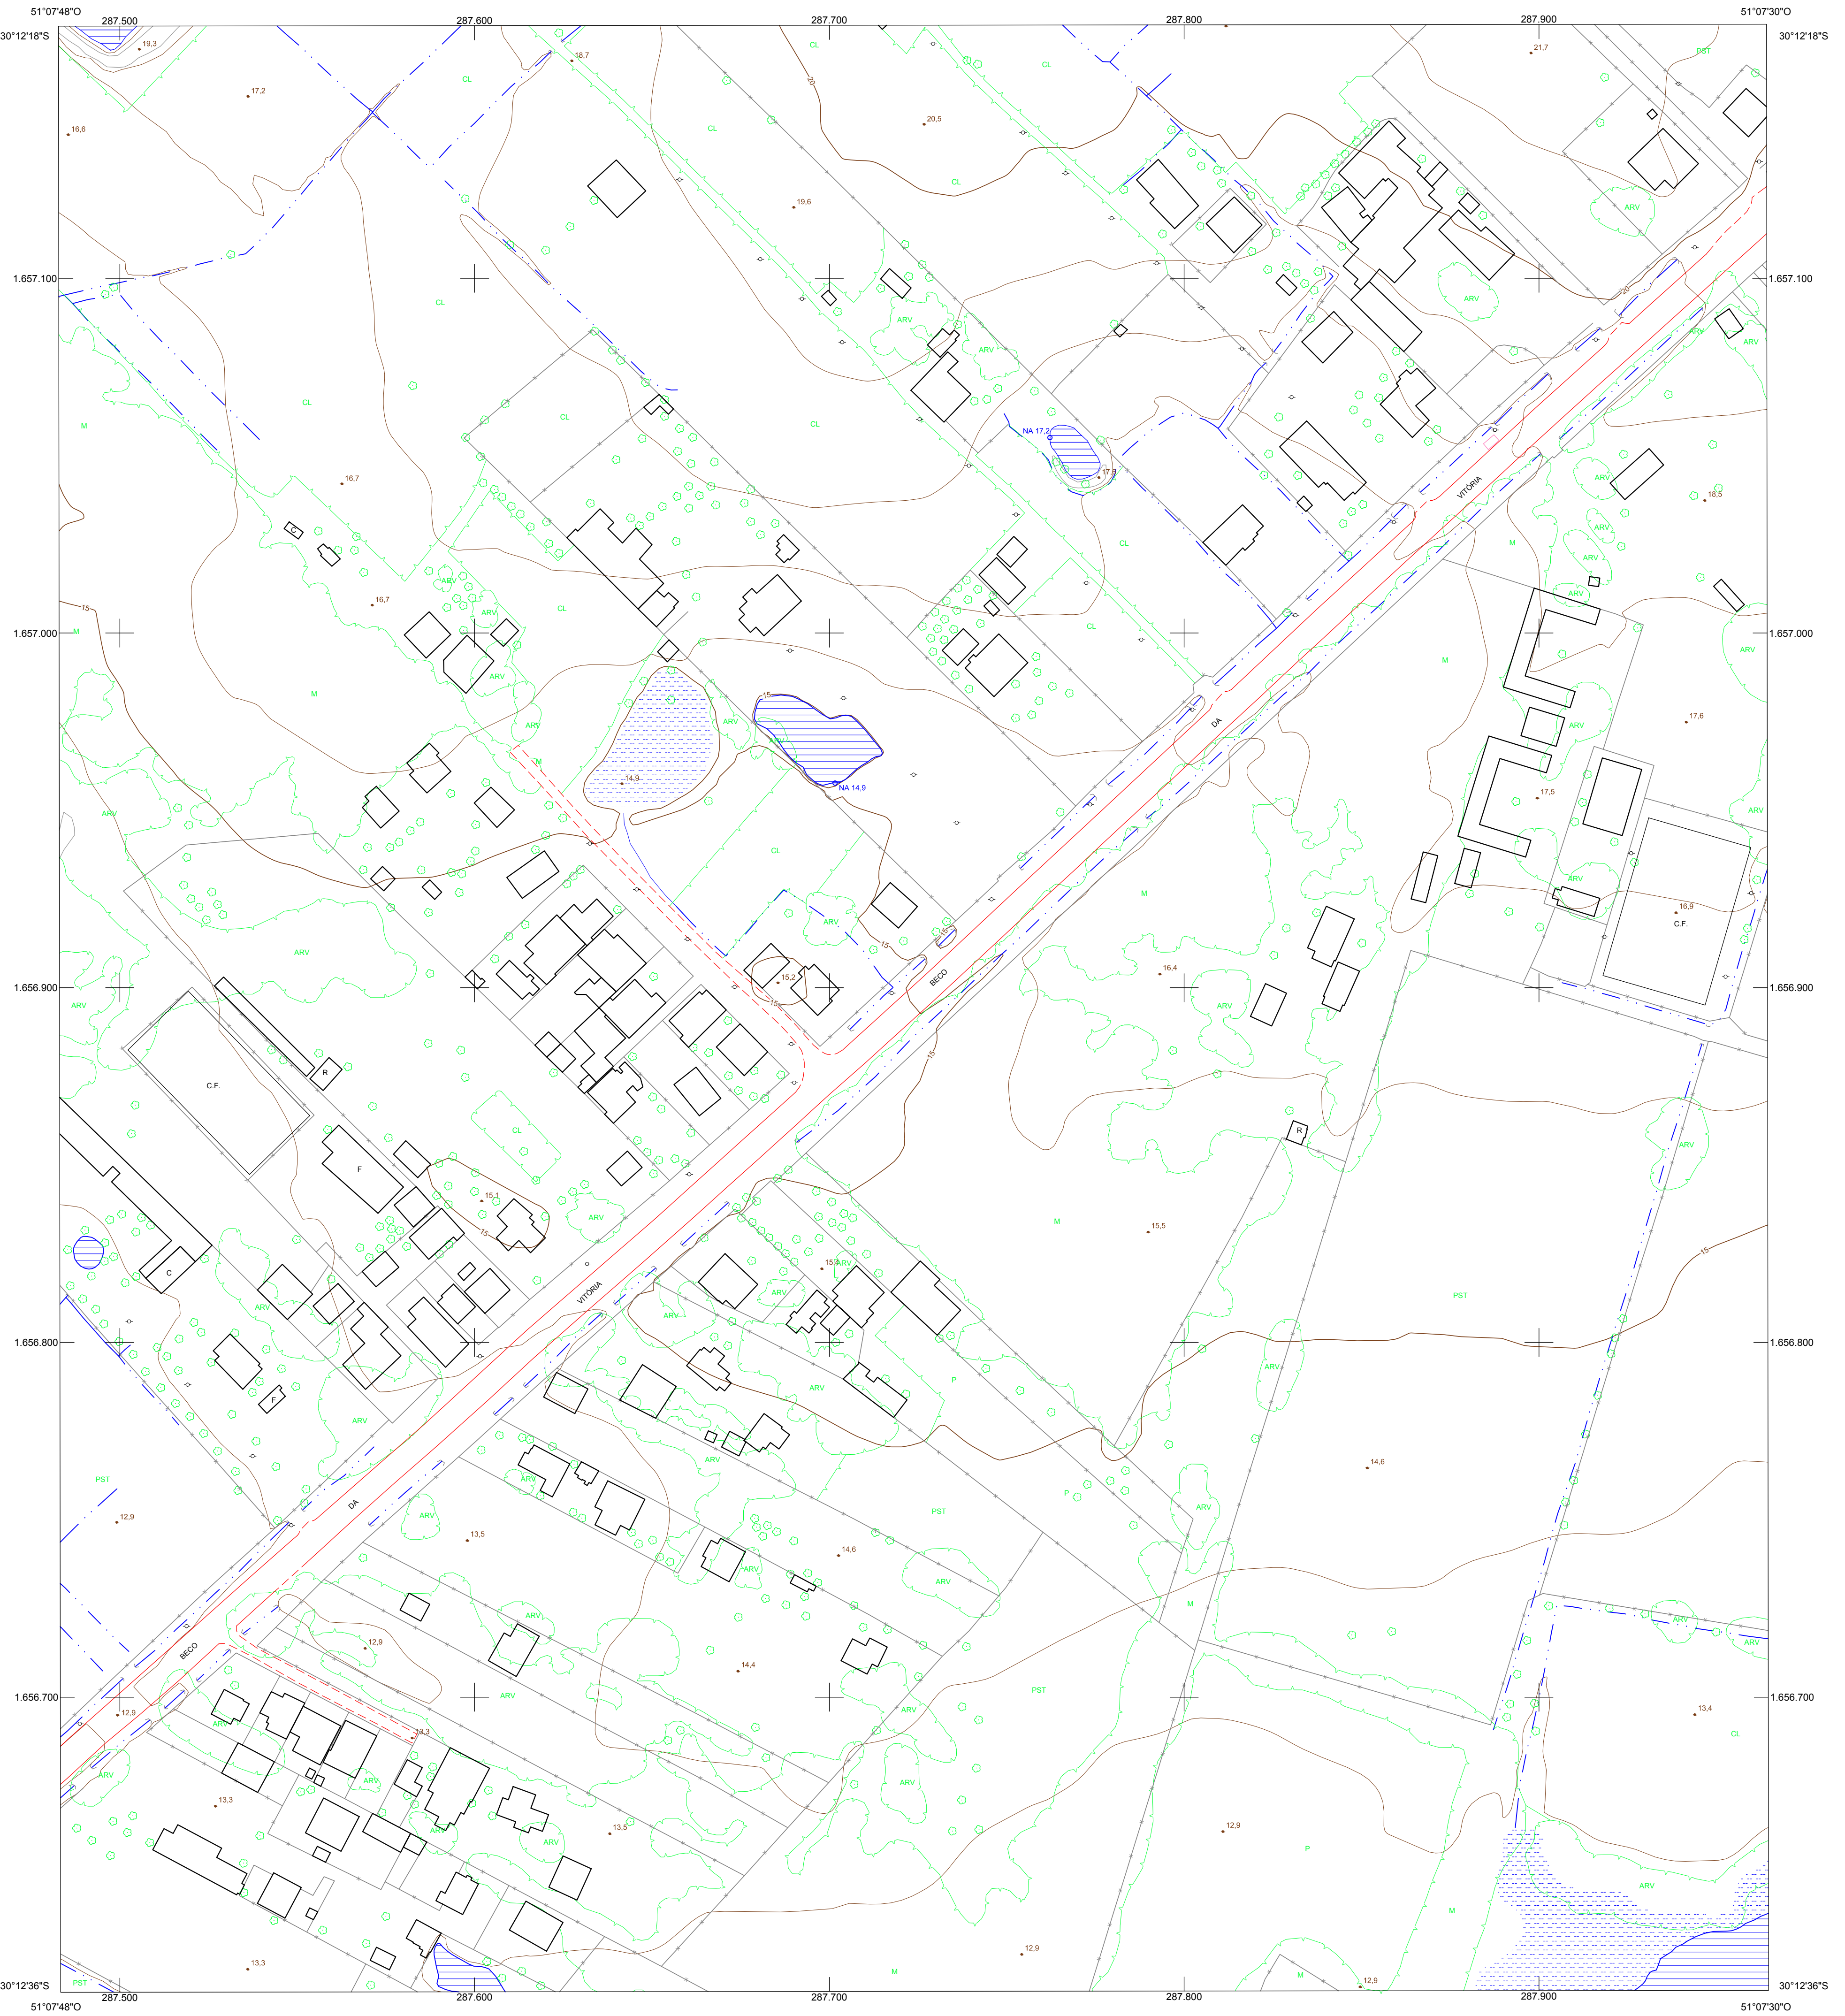 51°07'48"O
287.500
287.600
287.700
287.800
287.900
51°07'30"O
30°12'18"S
30°12'18"S
19,3
18,7
CL
CL
CL
21,7
PST
17,2
20
16,6
CL
20,5
CL
19,6
ARV
1.657.100
1.657.100
ARV
20
CL
ARV
ARV
ARV
ARV
CL
CL
CL
M
NA 17,2
17,7
ARV
16,7
VITÓRIA
18,5
C
ARV
CL
M
ARV
ARV
ARV
15
16,7
ARV
CL
CL
1.657.000
M
1.657.000
M
ARV
ARV
M
15
ARV
ARV
ARV
DA
ARV
17,6
M
14,9
NA 14,9
17,5
ARV
ARV
CL
M
ARV
16,9
ARV
15
C.F.
ARV
15
16,4
1.656.900
15,2
BECO
1.656.900
ARV
15
ARV
15
R
C.F.
CL
R
ARV
F
15,1
ARV
M
15,5
15
15
C
15,4
ARV
VITÓRIA
ARV
ARV
ARV
PST
1.656.800
1.656.800
ARV
P
ARV
F
ARV
ARV
14,6
PST
ARV
DA
P
ARV
PST
12,9
ARV
13,5
14,6
ARV
ARV
M
ARV
ARV
ARV
BECO
12,9
14,4
PST
1.656.700
ARV
1.656.700
12,9
ARV
13,4
13,3
CL
ARV
ARV
ARV
13,3
ARV
13,5
ARV
12,9
P
ARV
M
12,9
13,3
PST
M
M
12,9
30°12'36"S
30°12'36"S
287.500
287.600
287.700
287.800
287.900
51°07'48"O
51°07'30"O